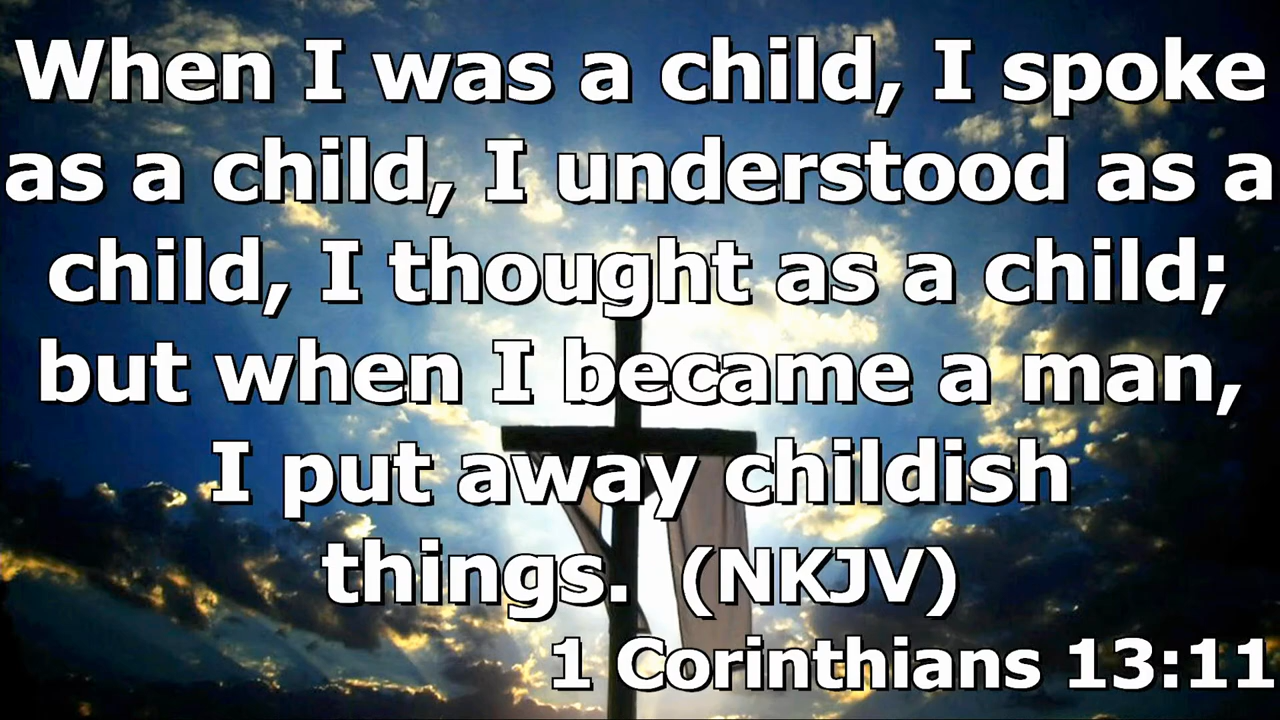 When I was a child, I spoke
as a child, I understood as a
child, I thought as a child;
but when I became a man,
I put away childish
things. (NKJV)
1 Corinthians 13:11